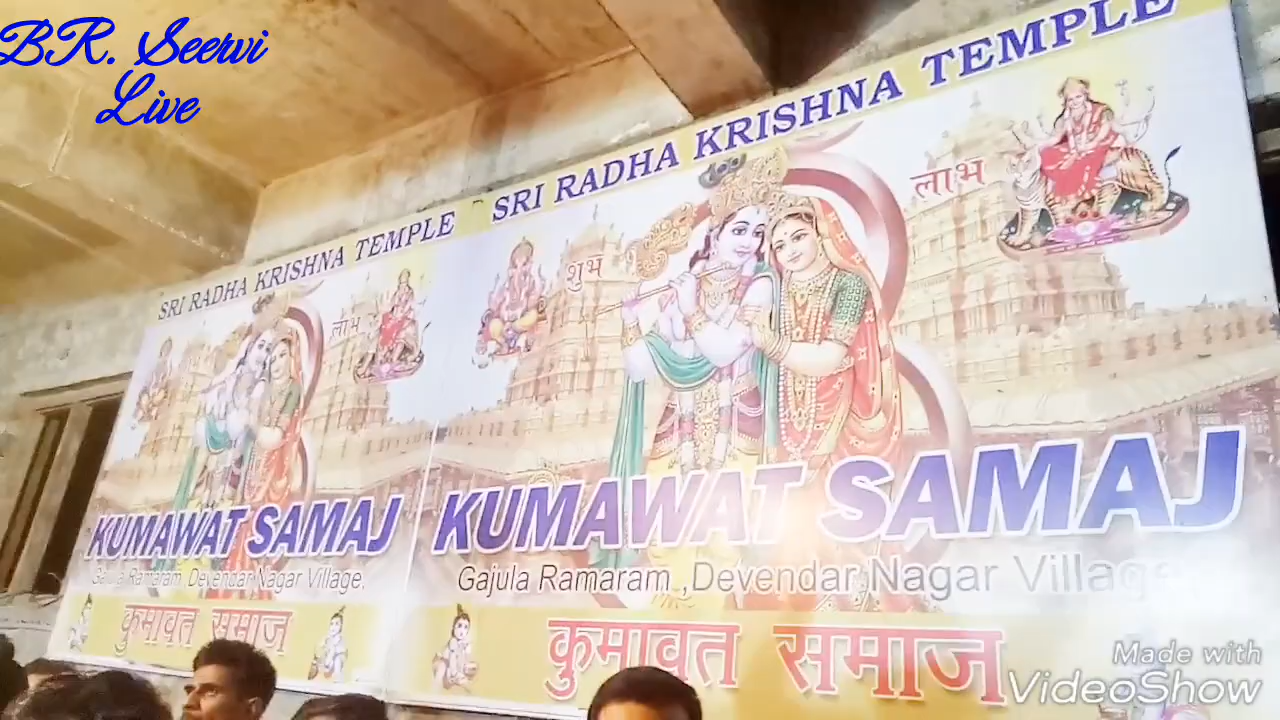 BR. Seervi
Live
SRI RADHA KRISHNA TEMPLE
लाभ
KUMAWAT SAMAJ
Gajula Ramaram, Devendar Nagar Village.
कुमावत समाज
SRI RADHA KRISHNA TEMPLE
शुभ
लाभ
KUMAWAT SAMAJ
Gajula Ramaram.,Devendar Nagar Village
कुमावत समाज
Made with
VideoShow